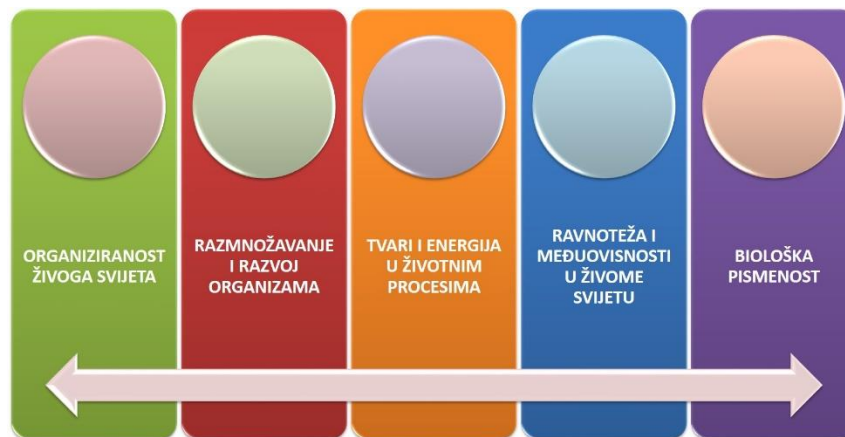 ORGANIZIRANOST
ŽIVOGA SVIJETA
RAZMNOŽAVANJE
I RAZVOJ
ORGANIZAMA
TVARI I ENERGIJA
U ŽIVOTNIM
PROCESIMA
RAVNOTEŽA I
MEĐUOVISNOSTI
U ŽIVOME
SVIJETU
BIOLOŠKA
PISMENOST